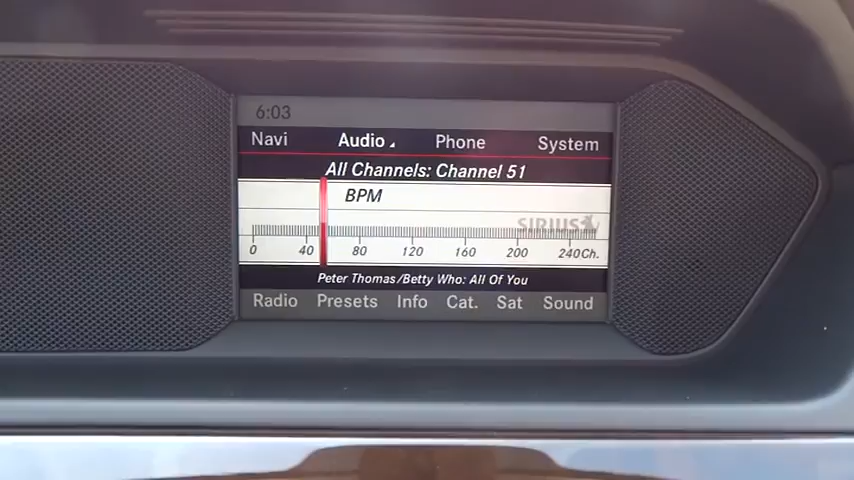 6:03
Navi Audio Phone System
All Channels: Channel 51
BPM
SIRIUS
0 40 80 120 160 200 240Ch.
Peter Thomas/Betty Who: All Of You
Radio Presets Info Cat. Sat Sound